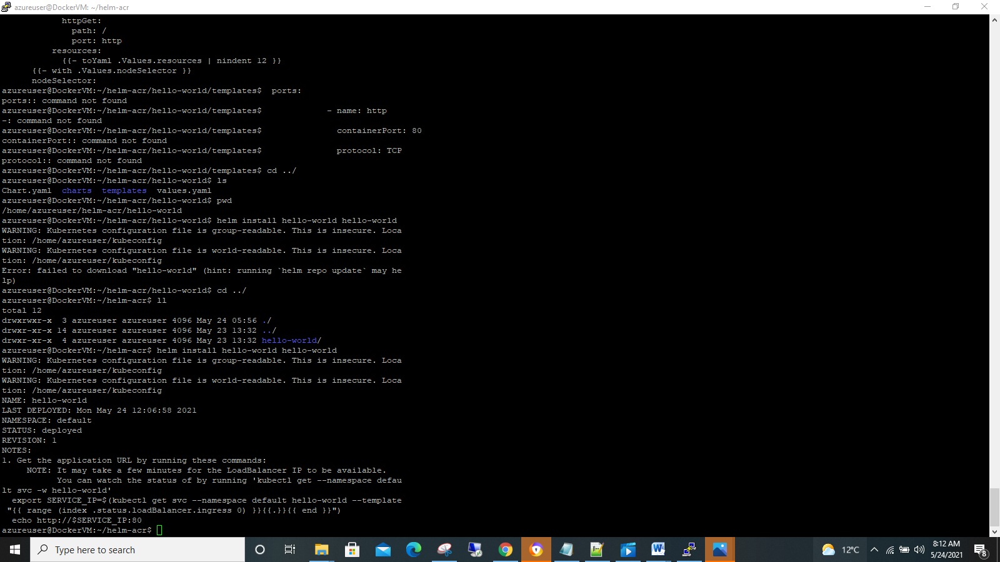 azureuser@DockerVM: ~/helm-acr
            httpGet:
              path: /
              port: http
          resources:
            {{- toYaml .Values.resources | nindent 12 }}
      {{- with .Values.nodeSelector }}
      nodeSelector:
azureuser@DockerVM:~/helm-acr/hello-world/templates$  ports:
ports:: command not found
azureuser@DockerVM:~/helm-acr/hello-world/templates$             - name: http
-: command not found
azureuser@DockerVM:~/helm-acr/hello-world/templates$               containerPort: 80
containerPort:: command not found
azureuser@DockerVM:~/helm-acr/hello-world/templates$               protocol: TCP
protocol:: command not found
azureuser@DockerVM:~/helm-acr/hello-world/templates$ cd ../
azureuser@DockerVM:~/helm-acr/hello-world$ ls
Chart.yaml  charts  templates  values.yaml
azureuser@DockerVM:~/helm-acr/hello-world$ pwd
/home/azureuser/helm-acr/hello-world
azureuser@DockerVM:~/helm-acr/hello-world$ helm install hello-world hello-world
WARNING: Kubernetes configuration file is group-readable. This is insecure. Loca
tion: /home/azureuser/kubeconfig
WARNING: Kubernetes configuration file is world-readable. This is insecure. Loca
tion: /home/azureuser/kubeconfig
Error: failed to download "hello-world" (hint: running `helm repo update` may he
lp)
azureuser@DockerVM:~/helm-acr/hello-world$ cd ../
azureuser@DockerVM:~/helm-acr$ ll
total 12
drwxrwxr-x  3 azureuser azureuser 4096 May 24 05:56 ./
drwxr-xr-x 14 azureuser azureuser 4096 May 23 13:32 ../
drwxr-xr-x  4 azureuser azureuser 4096 May 23 13:32 hello-world/
azureuser@DockerVM:~/helm-acr$ helm install hello-world hello-world
WARNING: Kubernetes configuration file is group-readable. This is insecure. Loca
tion: /home/azureuser/kubeconfig
WARNING: Kubernetes configuration file is world-readable. This is insecure. Loca
tion: /home/azureuser/kubeconfig
NAME: hello-world
LAST DEPLOYED: Mon May 24 12:06:58 2021
NAMESPACE: default
STATUS: deployed
REVISION: 1
NOTES:
1. Get the application URL by running these commands:
     NOTE: It may take a few minutes for the LoadBalancer IP to be available.
           You can watch the status of by running 'kubectl get --namespace defau
lt svc -w hello-world'
  export SERVICE_IP=$(kubectl get svc --namespace default hello-world --template
 "{{ range (index .status.loadBalancer.ingress 0) }}{{.}}{{ end }}")
  echo http://$SERVICE_IP:80
azureuser@DockerVM:~/helm-acr$
Type here to search
12°C
8:12 AM
5/24/2021
8